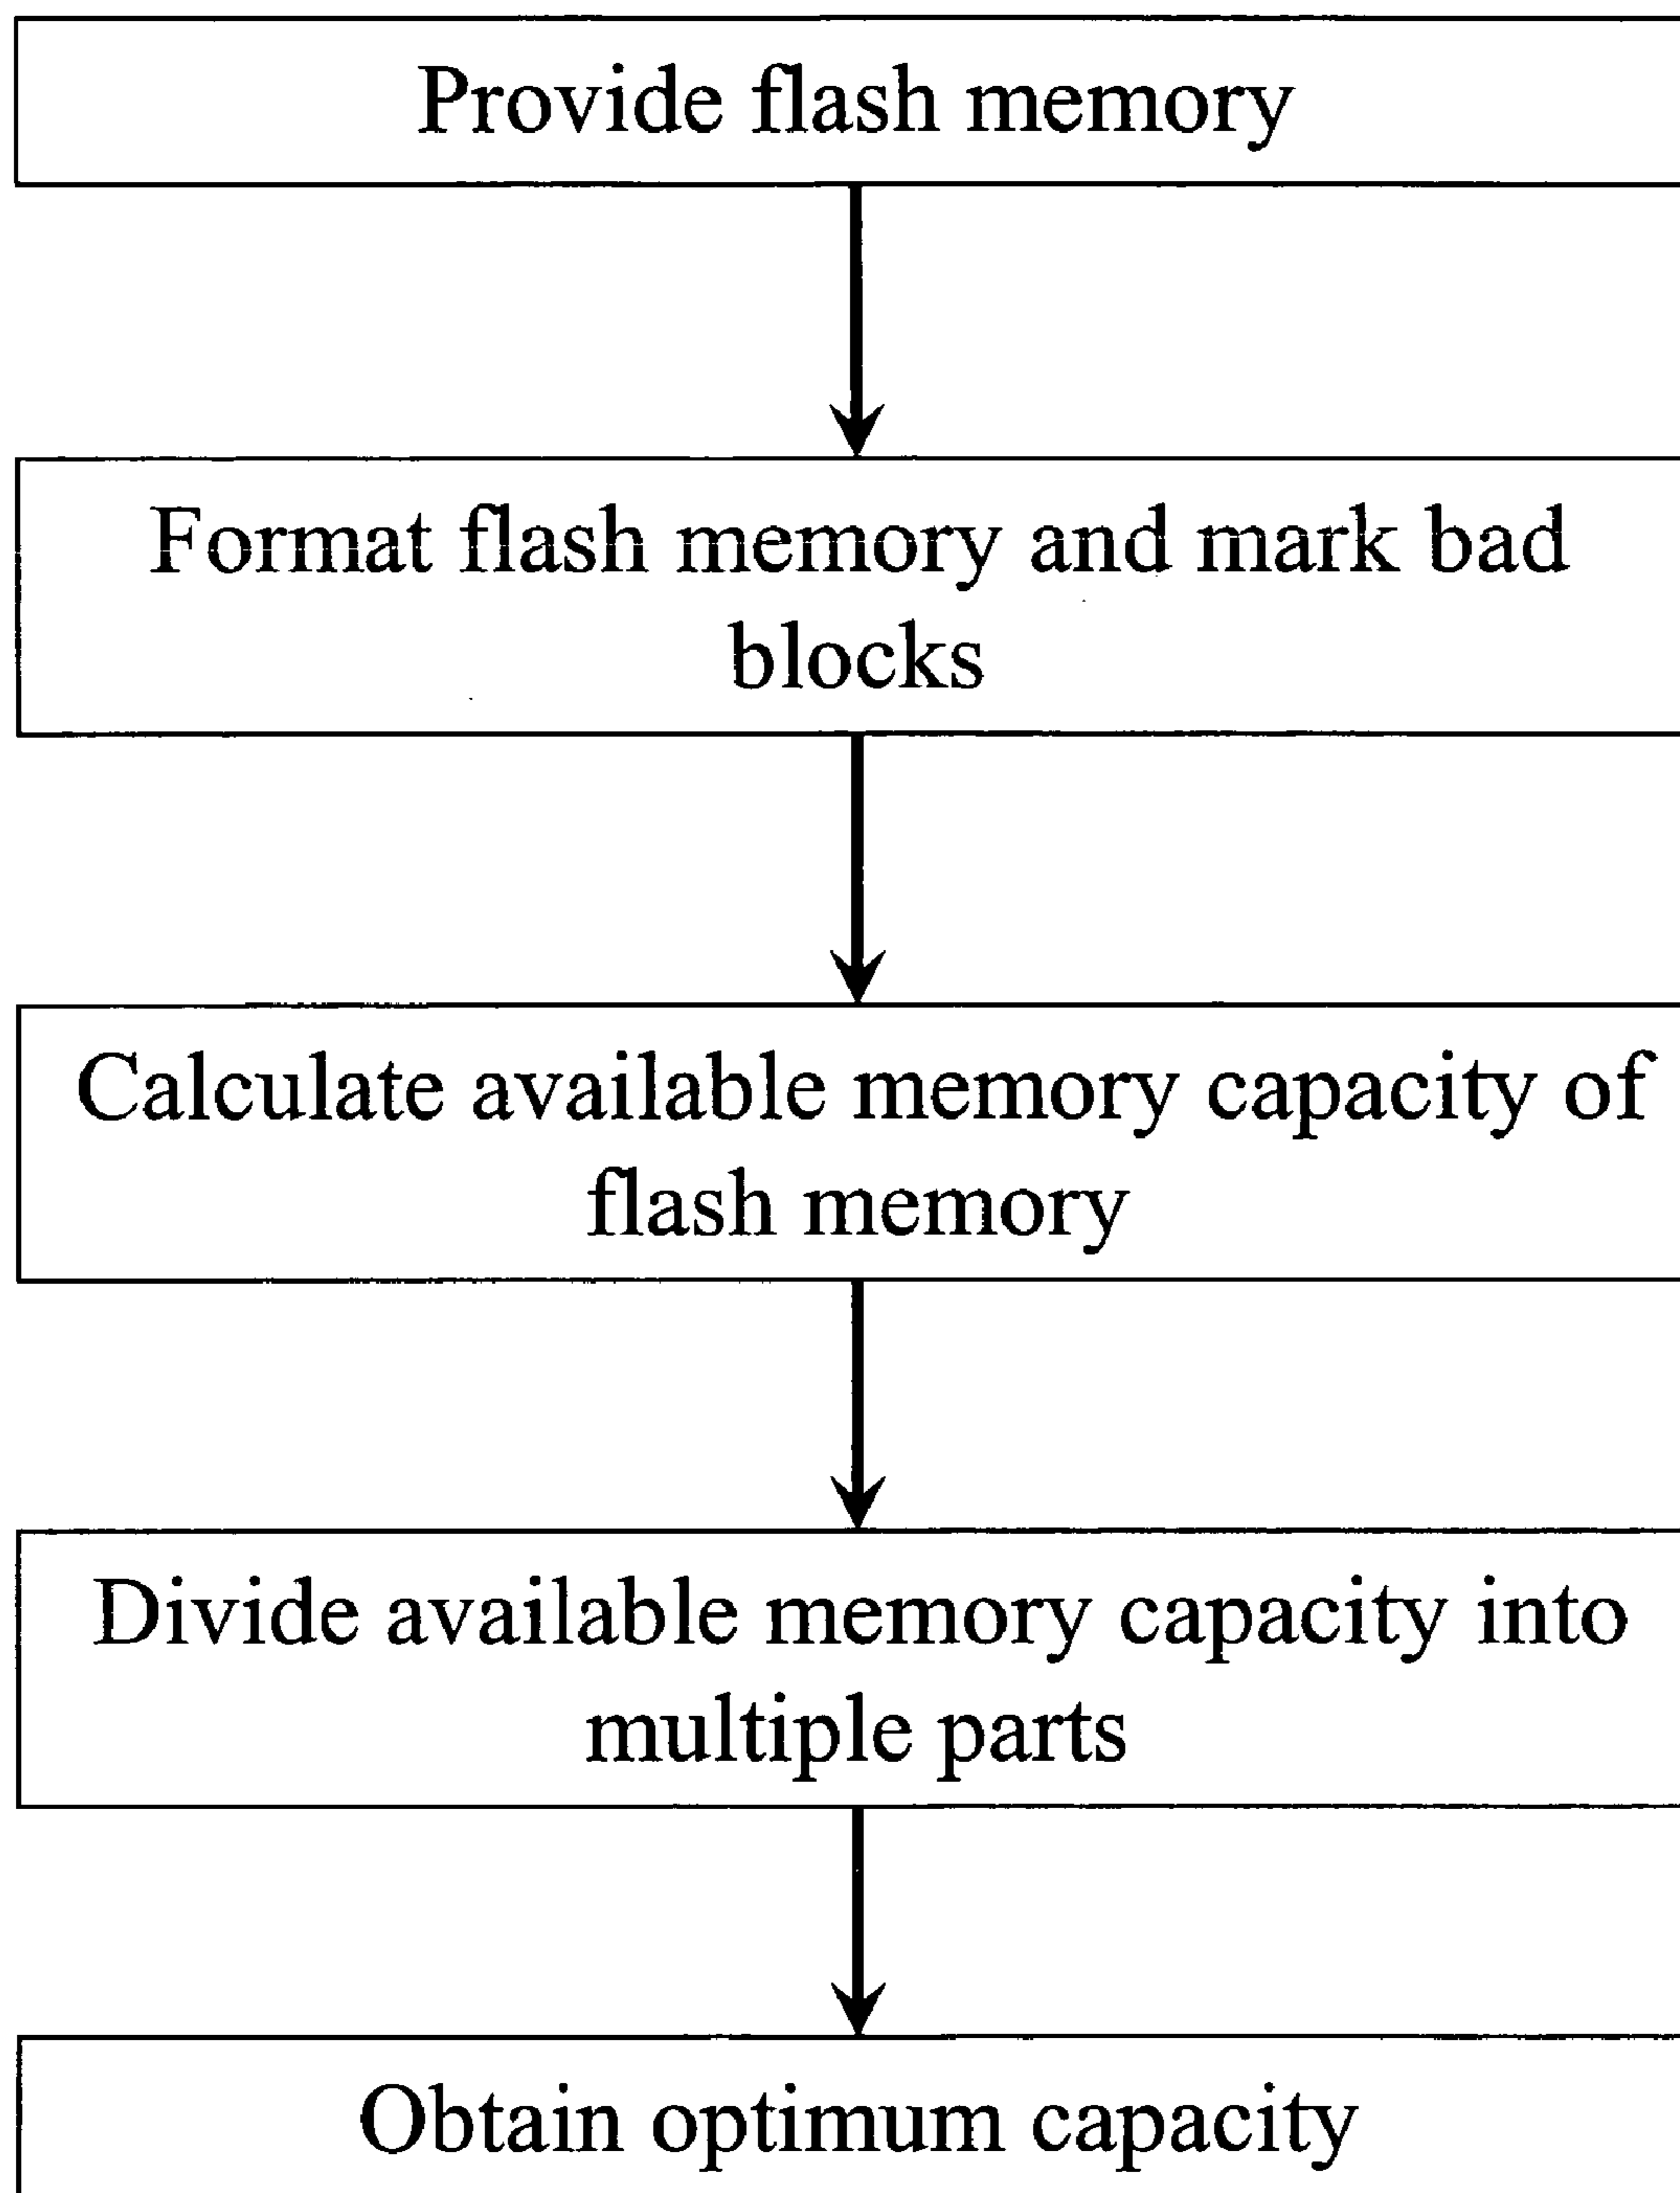 Provide flash memory
Format flash memory and mark bad
blocks
Calculate available memory capacity of
flash memory
Divide available memory capacity into
multiple parts
Obtain optimum capacity